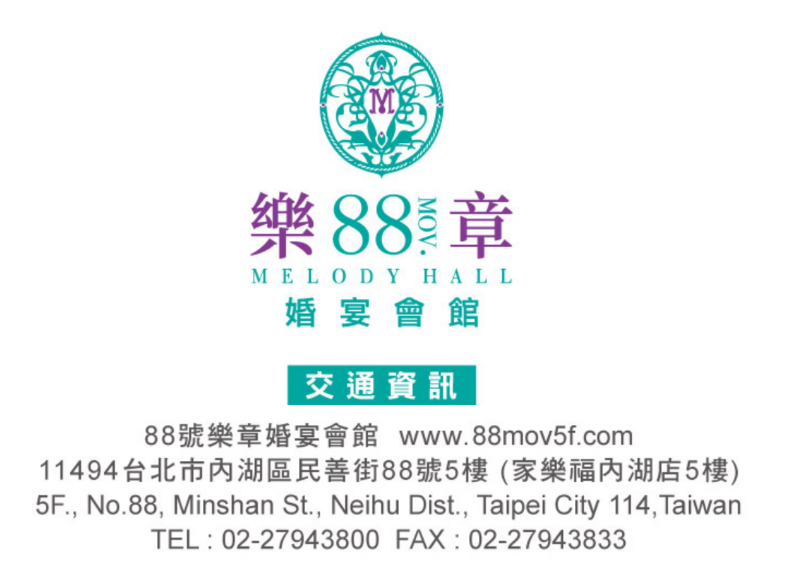 M
樂88MOV.章
MELODY HALL
婚宴會館
交通資訊
88號樂章婚宴會館 www.88mov5f.com
11494台北市內湖區民善街88號5樓 (家樂福內湖店5樓)
5F., No.88, Minshan St., Neihu Dist., Taipei City 114,Taiwan
TEL : 02-27943800 FAX : 02-27943833